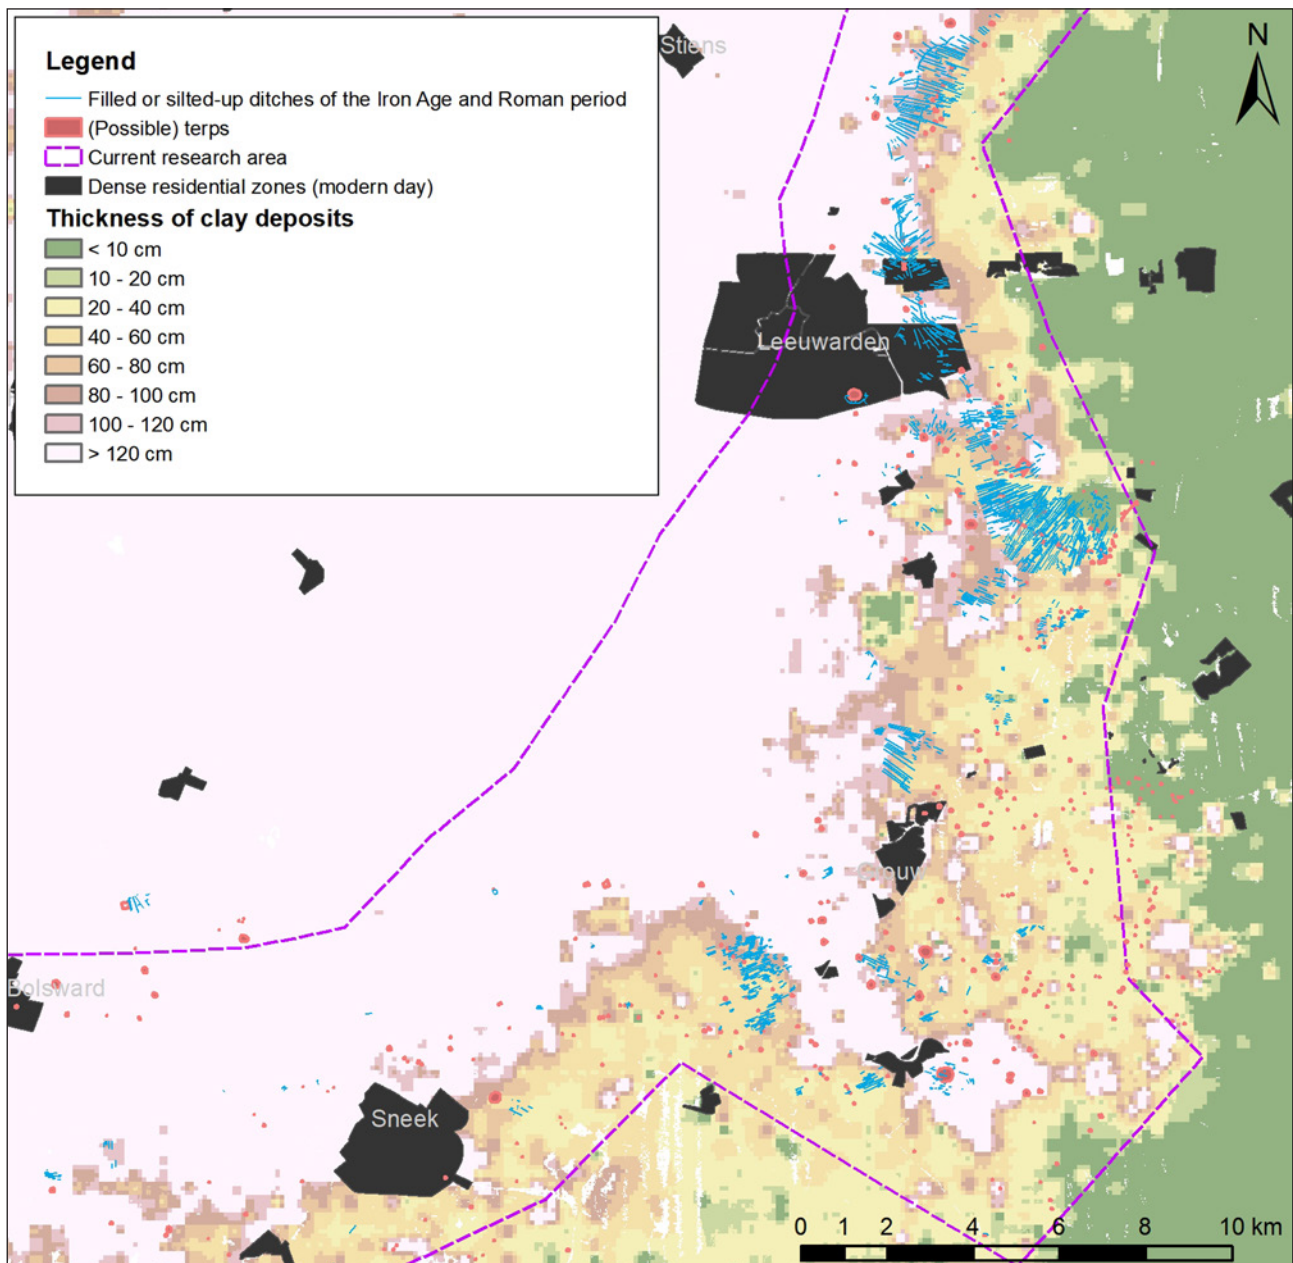 Stiens
N
Legend
Filled or silted-up ditches of the Iron Age and Roman period
(Possible) terps
Current research area
Dense residential zones (modern day)
Thickness of clay deposits
< 10 cm
10 - 20 cm
20 - 40 cm
40 - 60 cm
60 - 80 cm
80 - 100 cm
100 - 120 cm
> 120 cm
Leeuwarden
Bolsward
Sneek
0 1 2 4 6 8 10 km